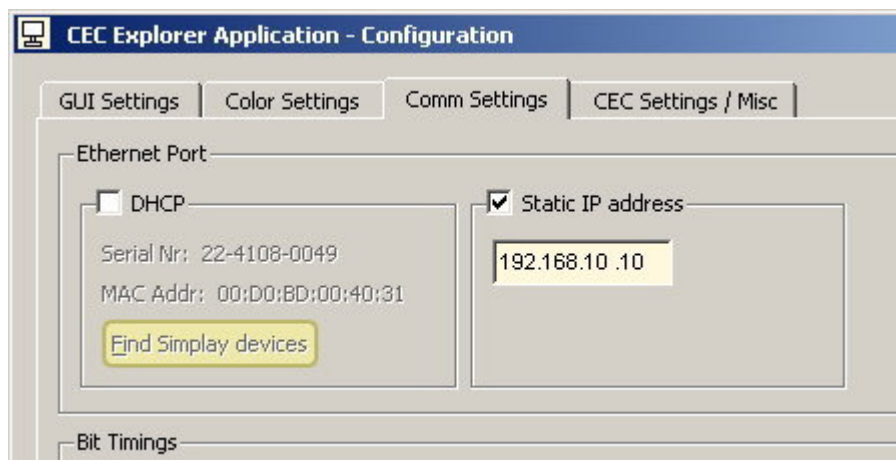 CEC Explorer Application - Configuration
GUI Settings
Color Settings
Comm Settings
CEC Settings / Misc
Ethernet Port
DHCP
Serial Nr: 22-4108-0049
MAC Addr: 00:D0:BD:00:40:31
Find Simplay devices
Static IP address
192.168.10 .10
Bit Timings